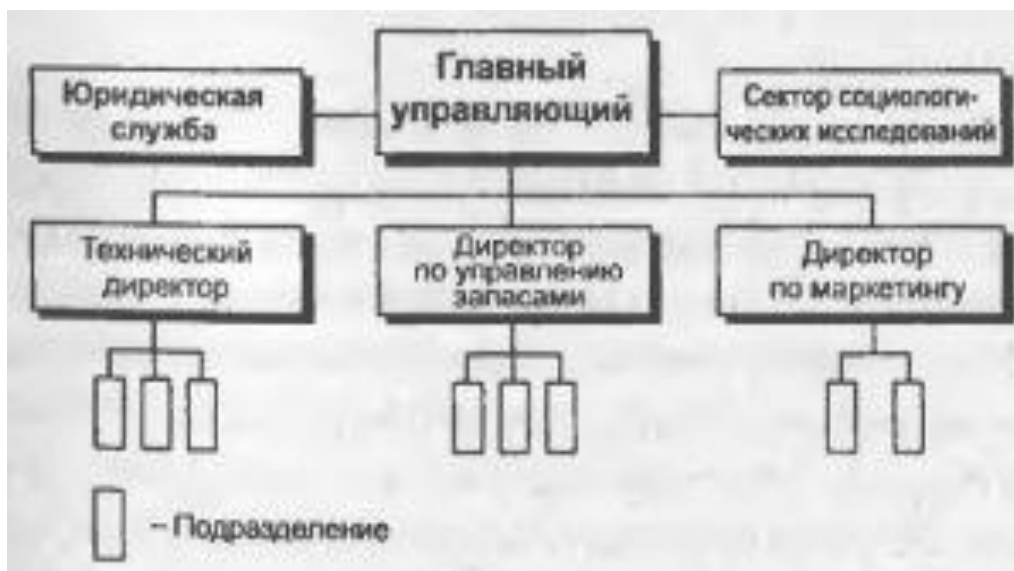 Главный
управляющий
Юридическая
служба
Сектор социологи-
ческих исследований
Технический
директор
Директор
по управлению
запасами
Директор
по маркетингу
– Подразделение